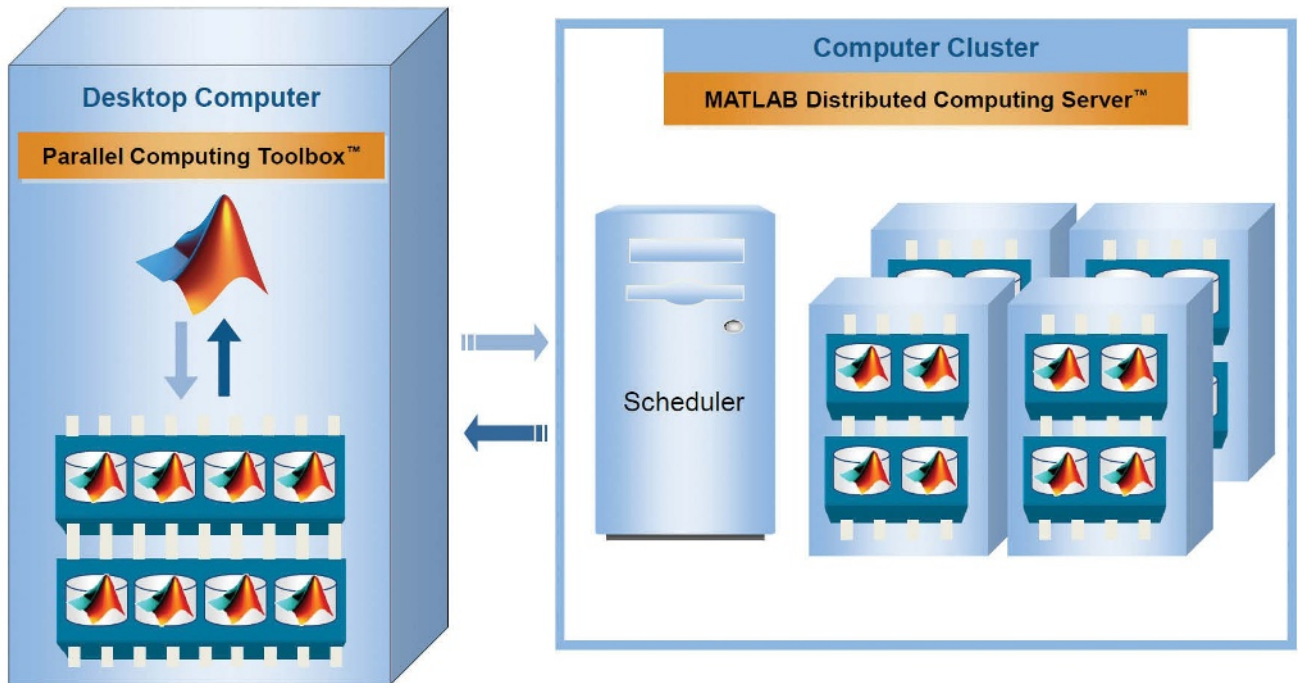 Desktop Computer
Parallel Computing Toolbox™
Computer Cluster
MATLAB Distributed Computing Server™
Scheduler